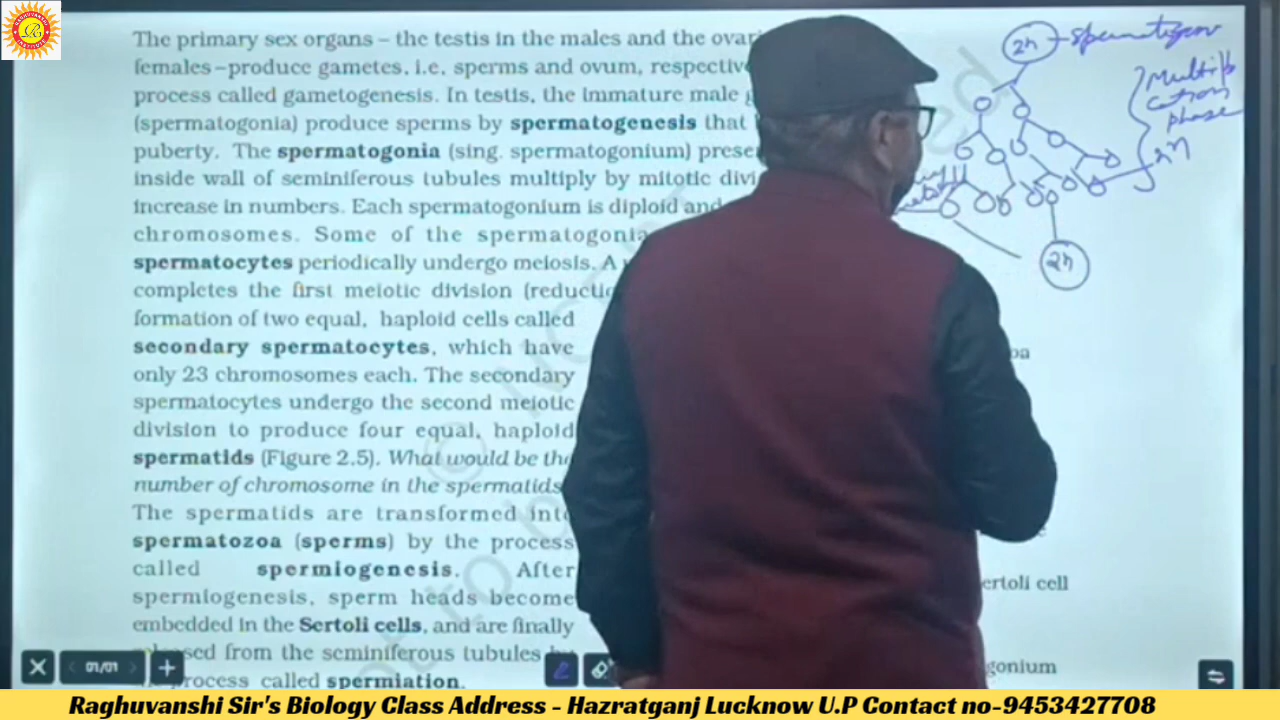 RAGHUVANSHI
R
INSTITUTE
The primary sex organs – the testis in the males and the
females–produce gametes, i.e, sperms and ovum,
process called gametogenesis. In testis, the immature male
(spermatogonia) produce sperms by spermatogenesis that
puberty. The spermatogonia (sing. spermatogonium)
inside wall of seminiferous tubules multiply by mitotic
increase in numbers. Each spermatogonium is diploid and
chromosomes. Some of the spermatogonia
spermatocytes periodically undergo meiosis. A
completes the first meiotic division
formation of two equal, haploid cells called
secondary spermatocytes, which have
only 23 chromosomes each. The secondary
spermatocytes undergo the second meiotic
division to produce four equal, haploid
spermatids (Figure 2.5). What would be the
number of chromosome in the spermatids
The spermatids are transformed into
spermatozoa (sperms) by the process
called spermiogenesis. After
spermiogenesis, sperm heads become
embedded in the Sertoli cells, and are finally
from the seminiferous tubules
process called spermiation.
2n
phase
2n
2n
ertoli cell
gonium
01/01
Raghuvanshi Sir's Biology Class Address - Hazratganj Lucknow U.P Contact no-9453427708